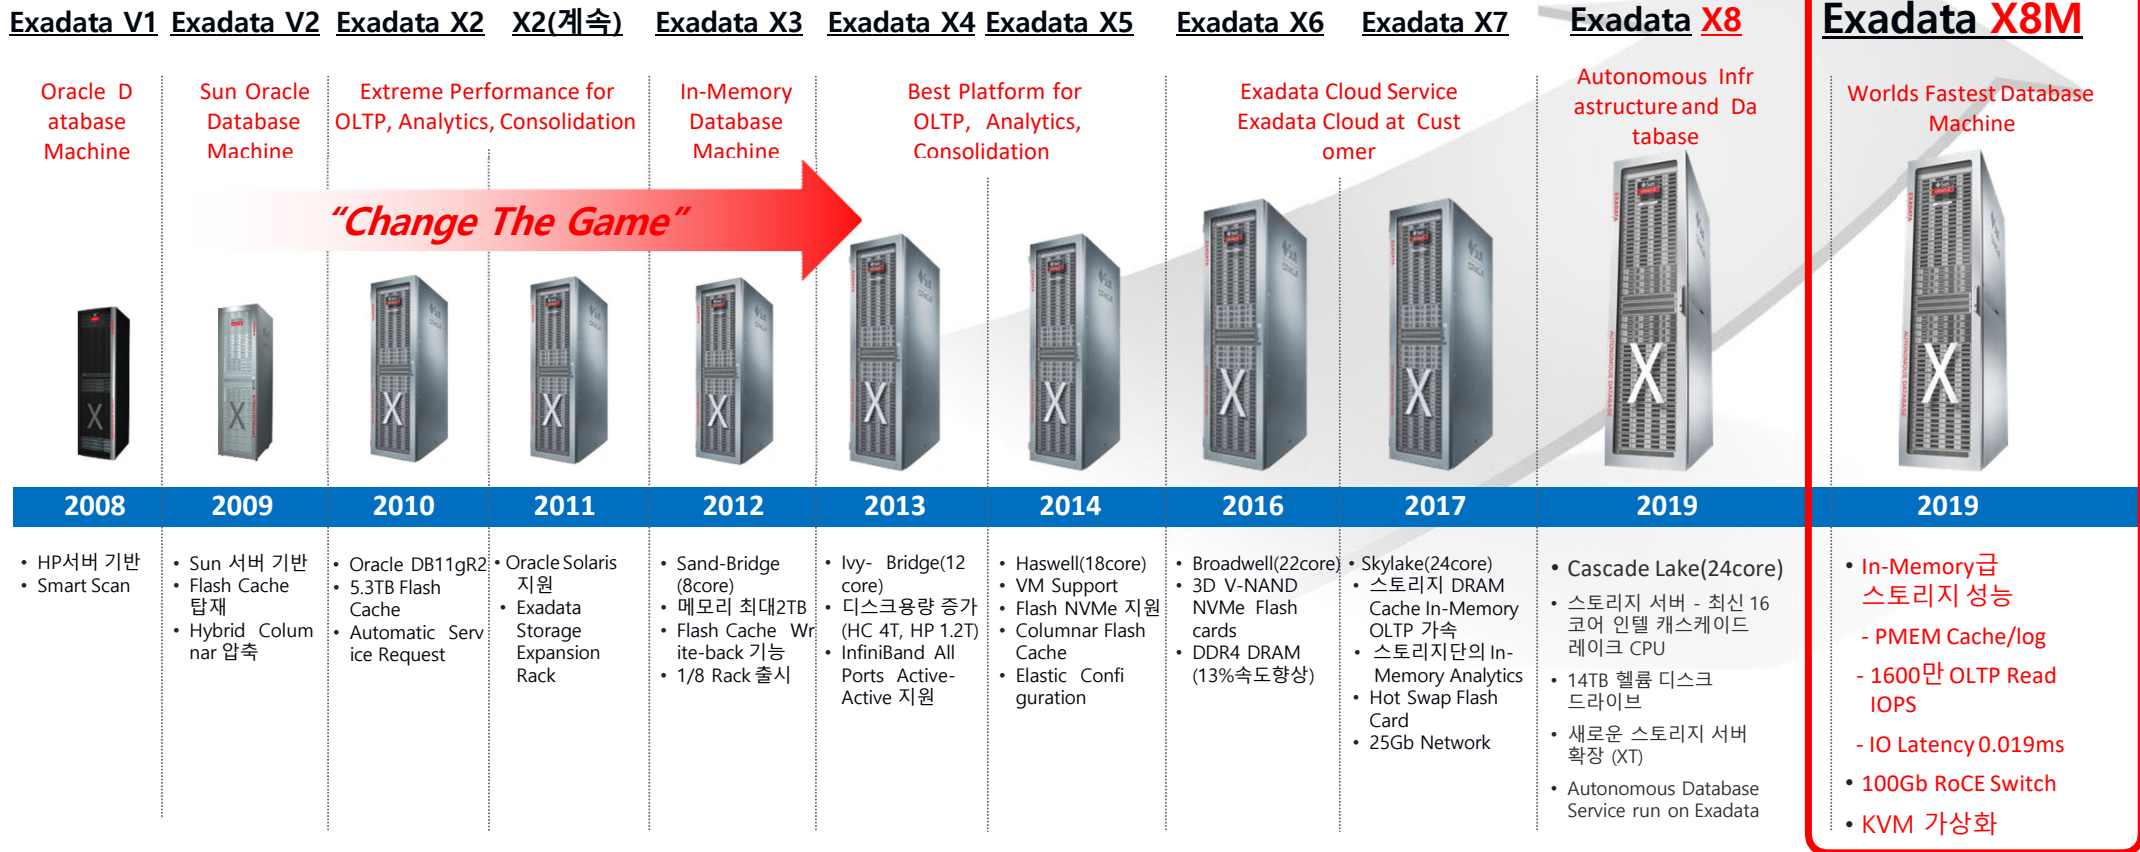 Exadata V1
Exadata V2
Exadata X2
X2(계속)
Exadata X3
Exadata X4
Exadata X5
Exadata X6
Exadata X7
Exadata X8
Exadata X8M
Oracle D
atabase
Machine
Sun Oracle
Database
Machine
Extreme Performance for
OLTP, Analytics, Consolidation
In-Memory
Database
Machine
Best Platform for
OLTP, Analytics,
Consolidation
Exadata Cloud Service
Exadata Cloud at Cust
omer
Autonomous Infr
astructure and Da
tabase
Worlds Fastest Database
Machine
“Change The Game”
2008
2009
2010
2011
2012
2013
2014
2016
2017
2019
2019
• HP서버 기반
• Smart Scan
• Sun 서버 기반
• Flash Cache
탑재
• Hybrid Colum
nar 압축
• Oracle DB11gR2
• 5.3TB Flash
Cache
• Automatic Serv
ice Request
• Oracle Solaris
지원
• Exadata
Storage
Expansion
Rack
• Sand-Bridge
(8core)
• 메모리 최대2TB
• Flash Cache Wr
ite-back 기능
• 1/8 Rack 출시
• Ivy- Bridge(12
core)
• 디스크용량 증가
(HC 4T, HP 1.2T)
• InfiniBand All
Ports Active-
Active 지원
• Haswell(18core)
• VM Support
• Flash NVMe 지원
• Columnar Flash
Cache
• Elastic Confi
guration
• Broadwell(22core)
• 3D V-NAND
NVMe Flash
cards
• DDR4 DRAM
(13%속도향상)
• Skylake(24core)
• 스토리지 DRAM
Cache In-Memory
OLTP 가속
• 스토리지단의 In-
Memory Analytics
• Hot Swap Flash
Card
• 25Gb Network
• Cascade Lake(24core)
• 스토리지 서버 - 최신 16
코어 인텔 캐스케이드
레이크 CPU
• 14TB 헬륨 디스크
드라이브
• 새로운 스토리지 서버
확장 (XT)
• Autonomous Database
Service run on Exadata
• In-Memory급
스토리지 성능
- PMEM Cache/log
- 1600만 OLTP Read
IOPS
- IO Latency 0.019ms
• 100Gb RoCE Switch
• KVM 가상화